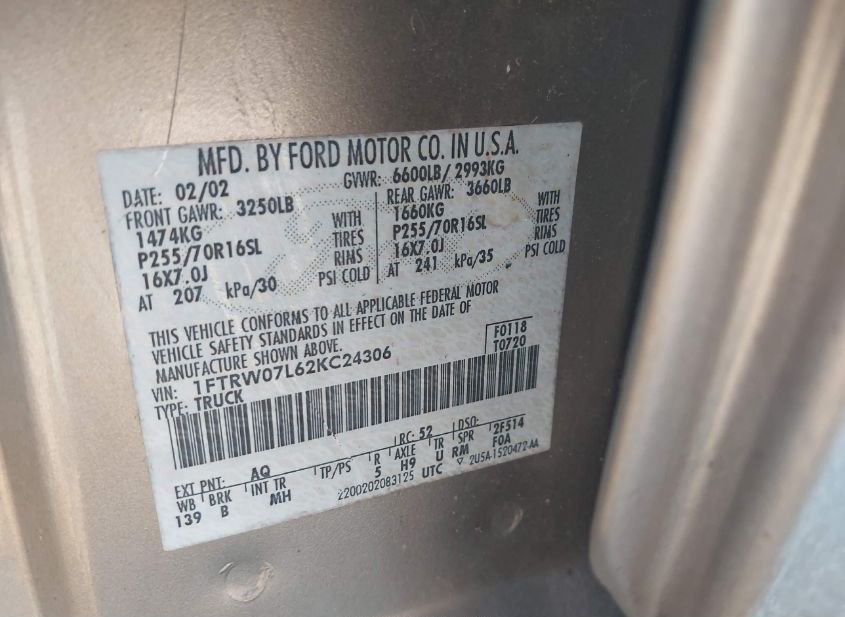 MFD. BY FORD MOTOR CO. IN U.S.A.
DATE: 02/02 GVWR: 6600LB/ 2993KG
FRONT GAWR: 3250LB REAR GAWR: 3660LB
1474KG WITH 1660KG WITH
P255/70R16SL TIRES P255/70R16SL TIRES
16X7.0J RIMS 16X7.0J RIMS
AT 207 kPa/30 PSI COLD AT 241 kPa/35 PSI COLD
THIS VEHICLE CONFORMS TO ALL APPLICABLE FEDERAL MOTOR
VEHICLE SAFETY STANDARDS IN EFFECT ON THE DATE OF
MANUFACTURE SHOWN ABOVE.
F0118
VIN: 1FTRW07L62KC24306 T0720
TYPE: TRUCK
EXT PNT: AQ RC: 52 DSO:
WB BRK INT TR TP/PS R AXLE TR SPR 2F514
139 B MH 5 H9 U RM F0A
2200202083125 UTC ▽ 2U5A-1520472-AA